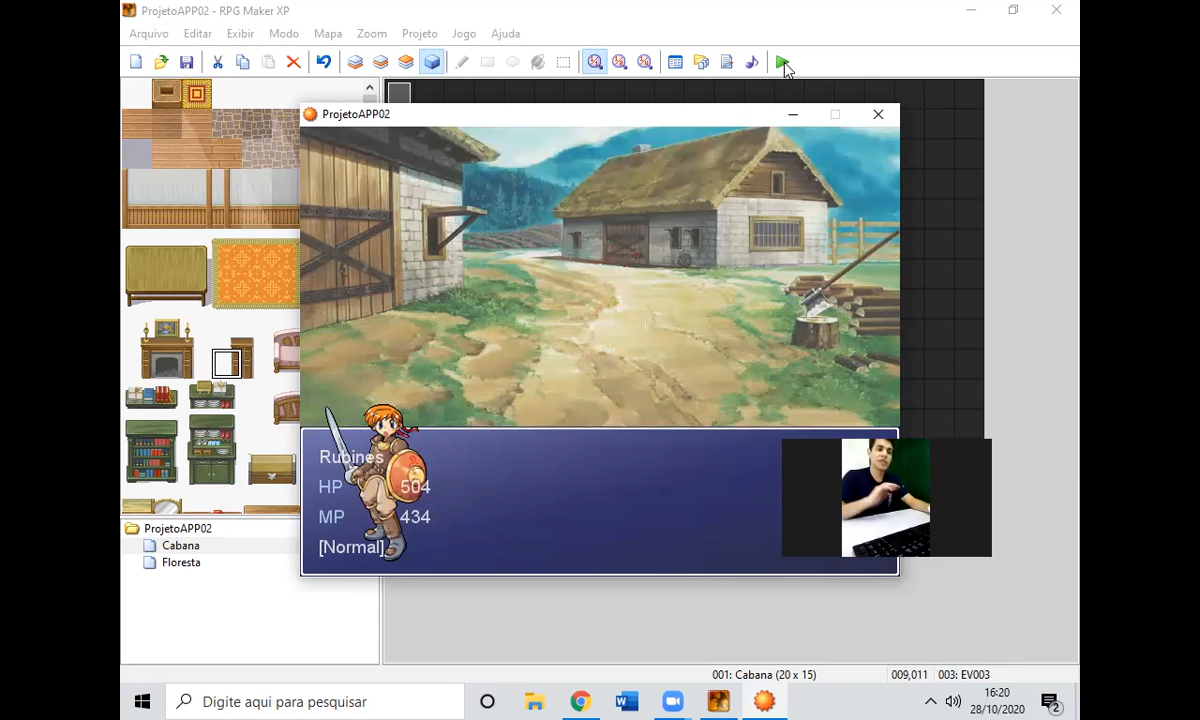 ProjetoAPP02 - RPG Maker XP
Arquivo Editar Exibir Modo Mapa Zoom Projeto Jogo Ajuda
ProjetoAPP02
Rubines
HP 504
MP 434
[Normal]
ProjetoAPP02
Cabana
Floresta
001: Cabana (20 x 15) 009,011 003: EV003
Digite aqui para pesquisar
16:20
28/10/2020
2